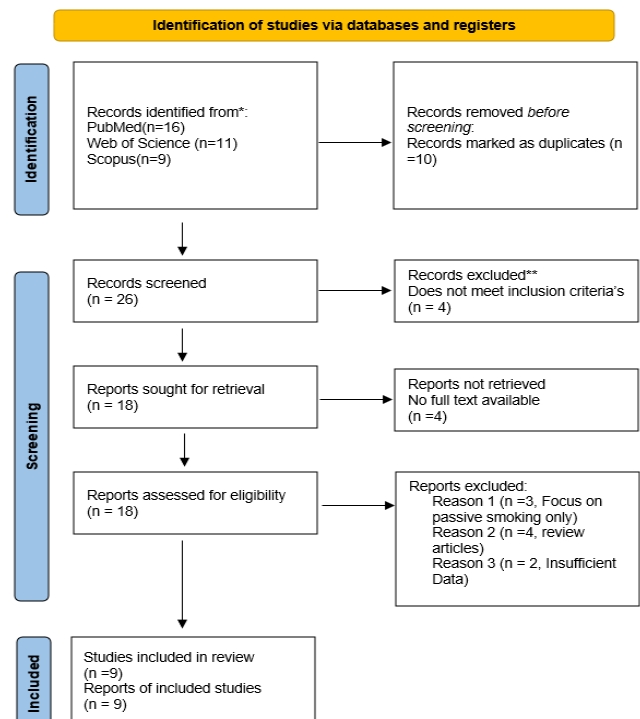 Identification of studies via databases and registers
Identification
Records identified from*:
PubMed(n=16)
Web of Science (n=11)
Scopus(n=9)
Records removed before
screening:
Records marked as duplicates (n
=10)
Screening
Records screened
(n = 26)
Records excluded**
Does not meet inclusion criteria's
(n = 4)
Reports sought for retrieval
(n = 18)
Reports not retrieved
No full text available
(n =4)
Reports assessed for eligibility
(n = 18)
Reports excluded:
Reason 1 (n =3, Focus on
passive smoking only)
Reason 2 (n =4, review
articles)
Reason 3 (n = 2, Insufficient
Data)
Included
Studies included in review
(n =9)
Reports of included studies
(n = 9)